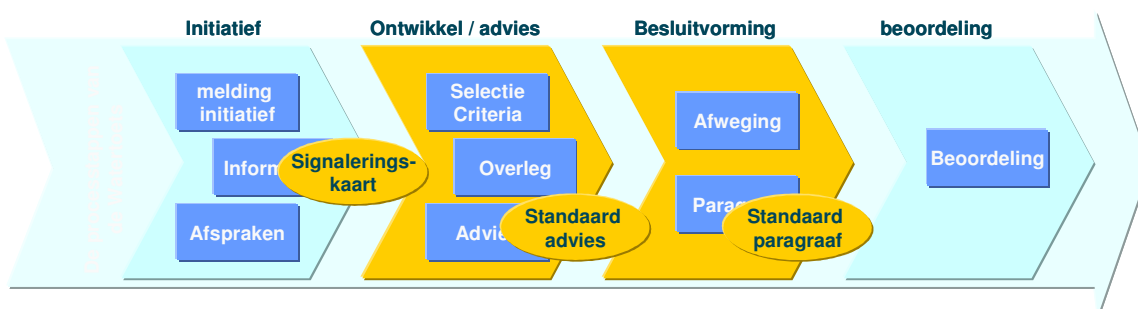 Initiatief
Ontwikkel / advies
Besluitvorming
beoordeling
melding
initiatief
Inform
Afspraken
Signalerings-
kaart
Selectie
Criteria
Overleg
Advie
Standaard
advies
Afweging
Parag
Standaard
paragraaf
Beoordeling